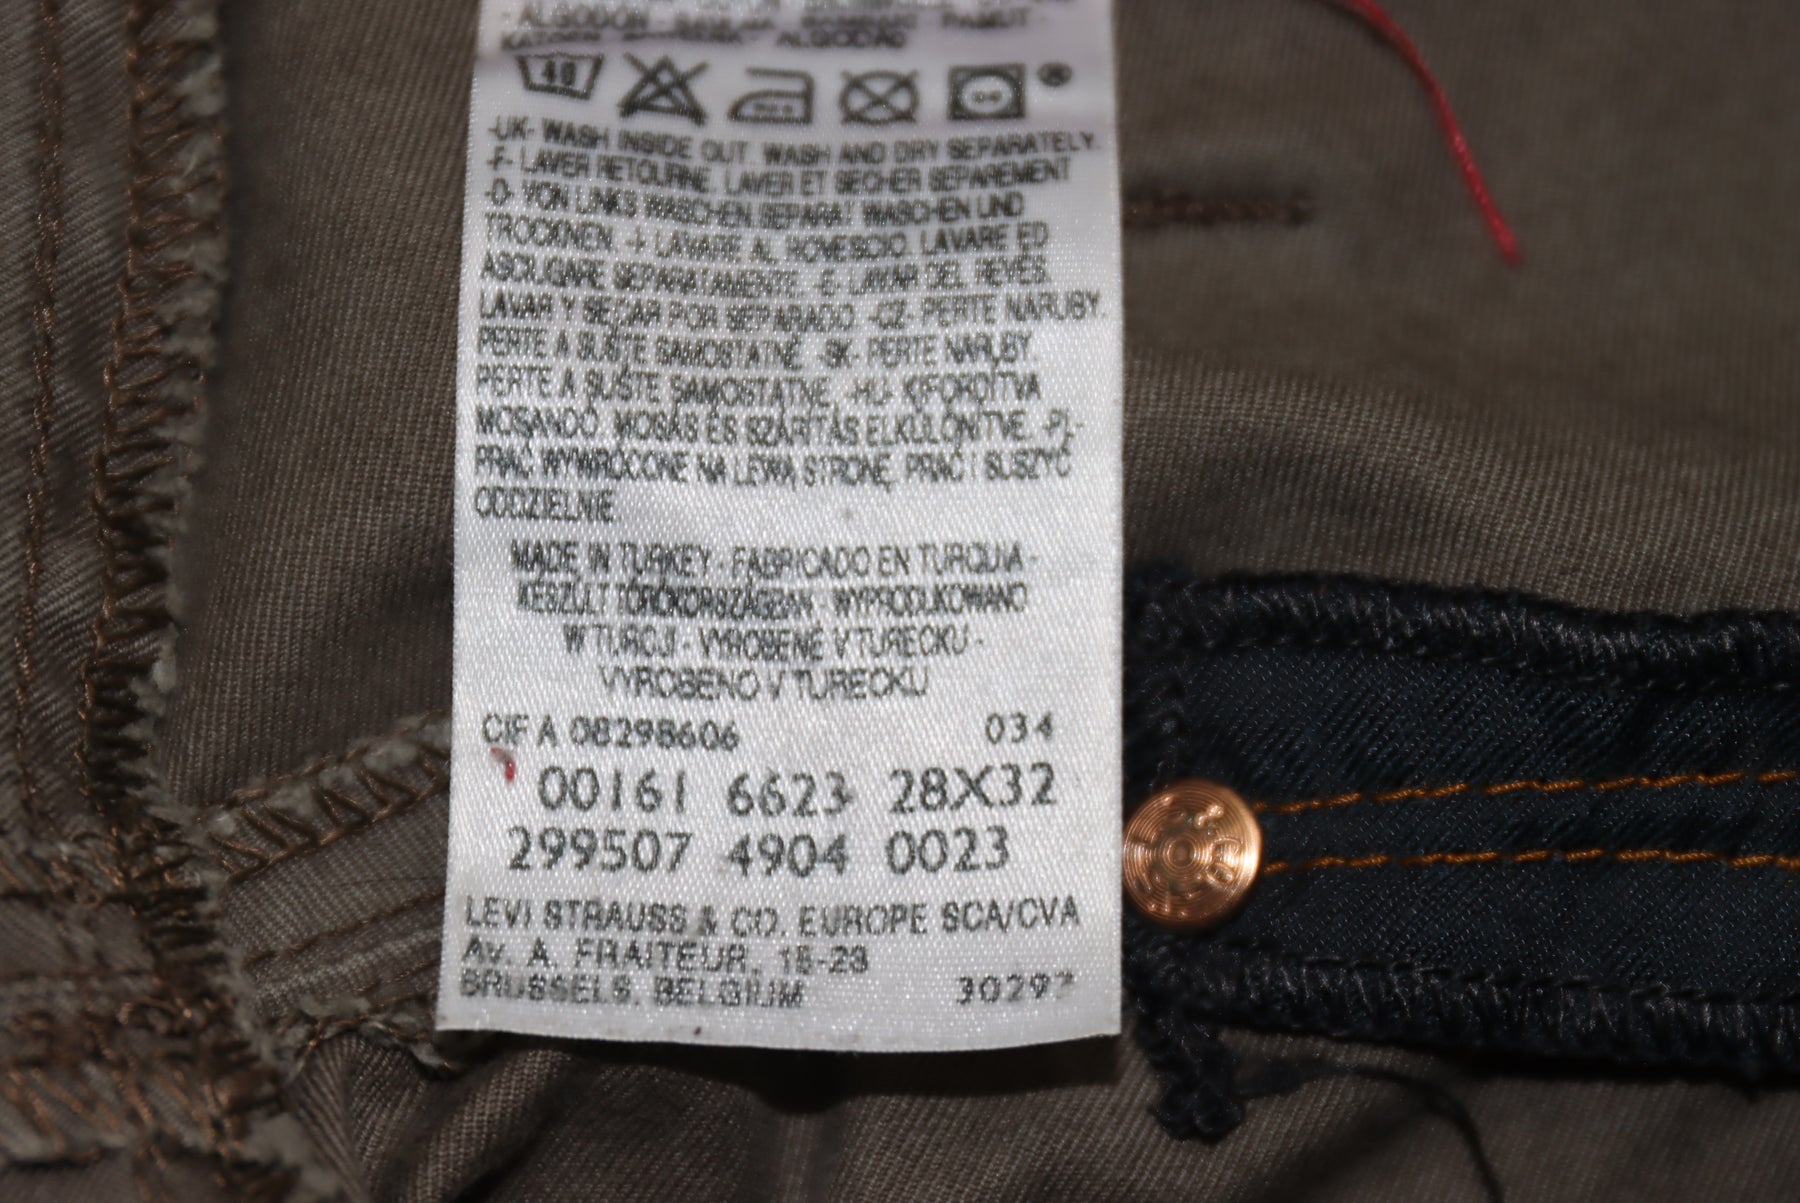 - ALGODÓN -
ALGODÃO
40
-UK- WASH INSIDE OUT. WASH AND DRY SEPARATELY.
-F- LAVER RETOURNE. LAVER ET SECHER SEPAREMENT
-D- VON LINKS WASCHEN SEPARAT WASCHEN UND
TROCKNEN. -I- LAVARE AL ROVESCIO. LAVARE ED
ASCIUGARE SEPARATAMENTE. -E- LAVAR DEL REVÉS.
LAVAR Y SECAR POR SEPARADO. -CZ- PERTE NARUBY.
PERTE A SUŠTE SAMOSTATNĚ. -SK- PERTE NARUBY.
PERTE A SUŠTE SAMOSTATNE. -HU- KIFORDÍTVA
MOSANDÓ. MOSÁS ÉS SZÁRÍTÁS ELKÜLÖNÍTVE. -PL-
PRAĆ WYWRÓCONE NA LEWĄ STRONĘ, PRAĆ I SUSZYĆ
ODDZIELNIE.
MADE IN TURKEY - FABRICADO EN TURQUIA -
KÉSZÜLT TÖRÖKORSZÁGBAN - WYPRODUKOWANO
W TURCJI - VYROBENÉ V TURECKU -
VYROBENO V TURECKU
CIF A 08298606 034
00161 6623 28X32
299507 4904 0023
LEVI STRAUSS & CO. EUROPE SCA/CVA
AV. A. FRAITEUR, 15-23
BRUSSELS, BELGIUM 30297